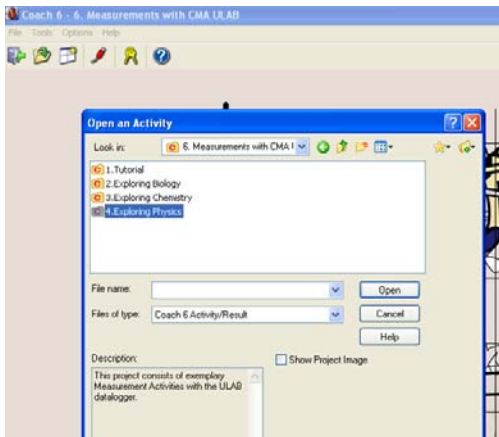 Coach 6 - 6. Measurements with CMA ULAB
File Tools Options Help
Open an Activity
Look in: 6. Measurements with CMA
1.Tutorial
2.Exploring Biology
3.Exploring Chemistry
4.Exploring Physics
File name: Open
Files of type: Coach 6 Activity/Result Cancel
Help
Description: Show Project Image
This project consists of exemplary
Measurement Activities with the ULAB
datalogger.